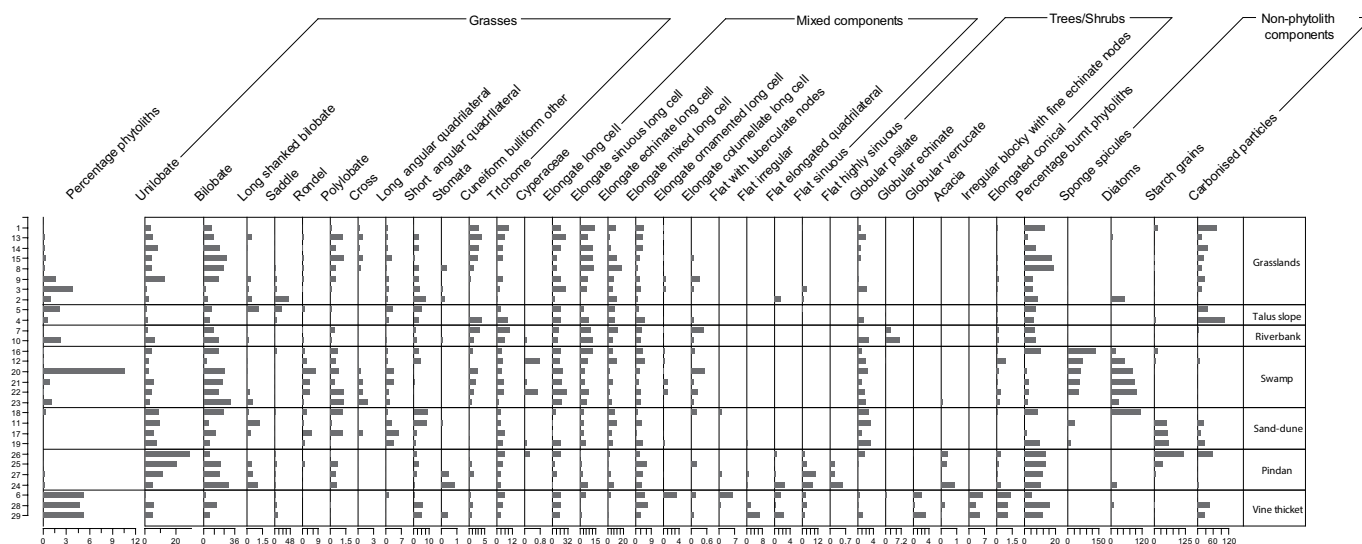 Grasses
Mixed components
Trees/Shrubs
Non-phytolith
components
Percentage phytoliths
Unilobate
Bilobate
Long shanked bilobate
Saddle
Rondel
Polylobate
Cross
Long angular quadrilateral
Short angular quadrilateral
Stomata
Cuneiform bulliform other
Trichome
Cyperaceae
Elongate long cell
Elongate sinuous long cell
Elongate echinate long cell
Elongate mixed long cell
Elongate ornamented long cell
Elongate columellate long cell
Flat with tuberculate nodes
Flat irregular
Flat elongated quadrilateral
Flat sinuous
Flat highly sinuous
Globular psilate
Globular echinate
Globular verrucate
Acacia
Irregular blocky with fine echinate nodes
Elongated conical
Percentage burnt phytoliths
Sponge spicules
Diatoms
Starch grains
Carbonised particles
1
13
14
15
8
9
3
2
Grasslands
5
4
Talus slope
7
10
Riverbank
16
12
20
21
22
23
Swamp
18
11
17
19
Sand-dune
26
25
27
24
Pindan
6
28
29
Vine thicket
0 3 6 9 12 0 20 0 36 0 1.5 0 48 0 9 0 1.5 0 3 0 7 0 10 0 1 0 5 0 12 0 0.8 0 32 0 15 0 20 0 9 0 4 0 0.6 0 7 0 8 0 4 0 12 0 0.7 0 4 0 7.2 0 4 0 1 0 7 0 1.5 0 20 0 150 0 120 0 125 0 60 120